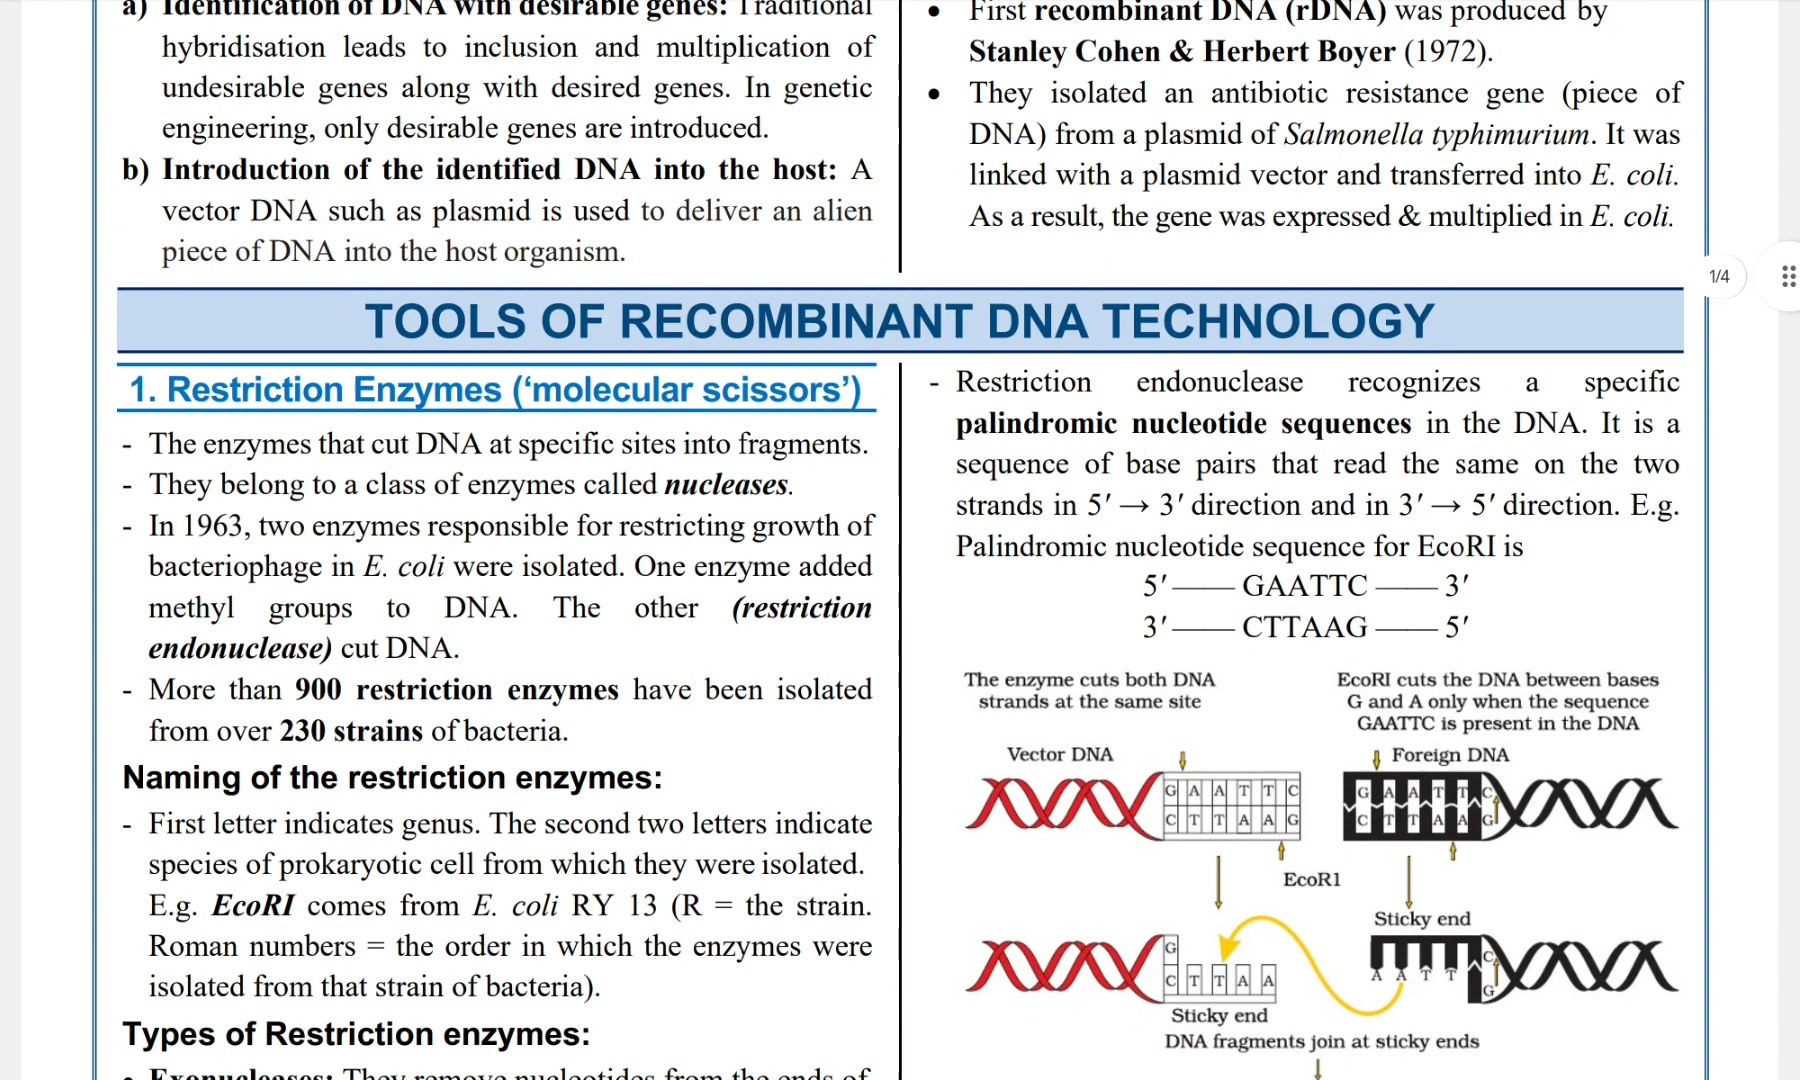 a) Identification of DNA with desirable genes: Traditional
hybridisation leads to inclusion and multiplication of
undesirable genes along with desired genes. In genetic
engineering, only desirable genes are introduced.
b) Introduction of the identified DNA into the host: A
vector DNA such as plasmid is used to deliver an alien
piece of DNA into the host organism.
• First recombinant DNA (rDNA) was produced by
Stanley Cohen & Herbert Boyer (1972).
• They isolated an antibiotic resistance gene (piece of
DNA) from a plasmid of Salmonella typhimurium. It was
linked with a plasmid vector and transferred into E. coli.
As a result, the gene was expressed & multiplied in E. coli.
1/4
TOOLS OF RECOMBINANT DNA TECHNOLOGY
1. Restriction Enzymes (‘molecular scissors’)
- The enzymes that cut DNA at specific sites into fragments.
- They belong to a class of enzymes called nucleases.
- In 1963, two enzymes responsible for restricting growth of
bacteriophage in E. coli were isolated. One enzyme added
methyl groups to DNA. The other (restriction
endonuclease) cut DNA.
- More than 900 restriction enzymes have been isolated
from over 230 strains of bacteria.
Naming of the restriction enzymes:
- First letter indicates genus. The second two letters indicate
species of prokaryotic cell from which they were isolated.
E.g. EcoRI comes from E. coli RY 13 (R = the strain.
Roman numbers = the order in which the enzymes were
isolated from that strain of bacteria).
Types of Restriction enzymes:
• Exonucleases: They remove nucleotides from the ends of
- Restriction endonuclease recognizes a specific
palindromic nucleotide sequences in the DNA. It is a
sequence of base pairs that read the same on the two
strands in 5′ → 3′ direction and in 3′ → 5′ direction. E.g.
Palindromic nucleotide sequence for EcoRI is
5′ —— GAATTC —— 3′
3′ —— CTTAAG —— 5′
The enzyme cuts both DNA
strands at the same site
EcoRI cuts the DNA between bases
G and A only when the sequence
GAATTC is present in the DNA
Vector DNA
Foreign DNA
G A A T T C
C T T A A G
G A A T T C
C T T A A G
EcoR1
Sticky end
G
C T T A A
A A T T C
G
Sticky end
DNA fragments join at sticky ends